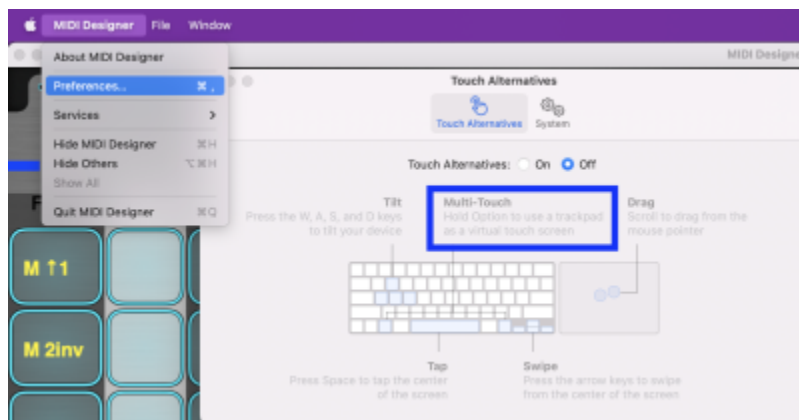 MIDI Designer File Window
MIDI Designe
About MIDI Designer
Preferences... ⌘ ,
Services >
Hide MIDI Designer ⌘H
Hide Others ⌥⌘H
Show All
Quit MIDI Designer ⌘Q
Touch Alternatives
Touch Alternatives System
Touch Alternatives: On Off
Tilt
Press the W, A, S, and D keys
to tilt your device
Multi-Touch
Hold Option to use a trackpad
as a virtual touch screen
Drag
Scroll to drag from the
mouse pointer
Tap
Press Space to tap the center
of the screen
Swipe
Press the arrow keys to swipe
from the center of the screen
M ↑1
M 2inv